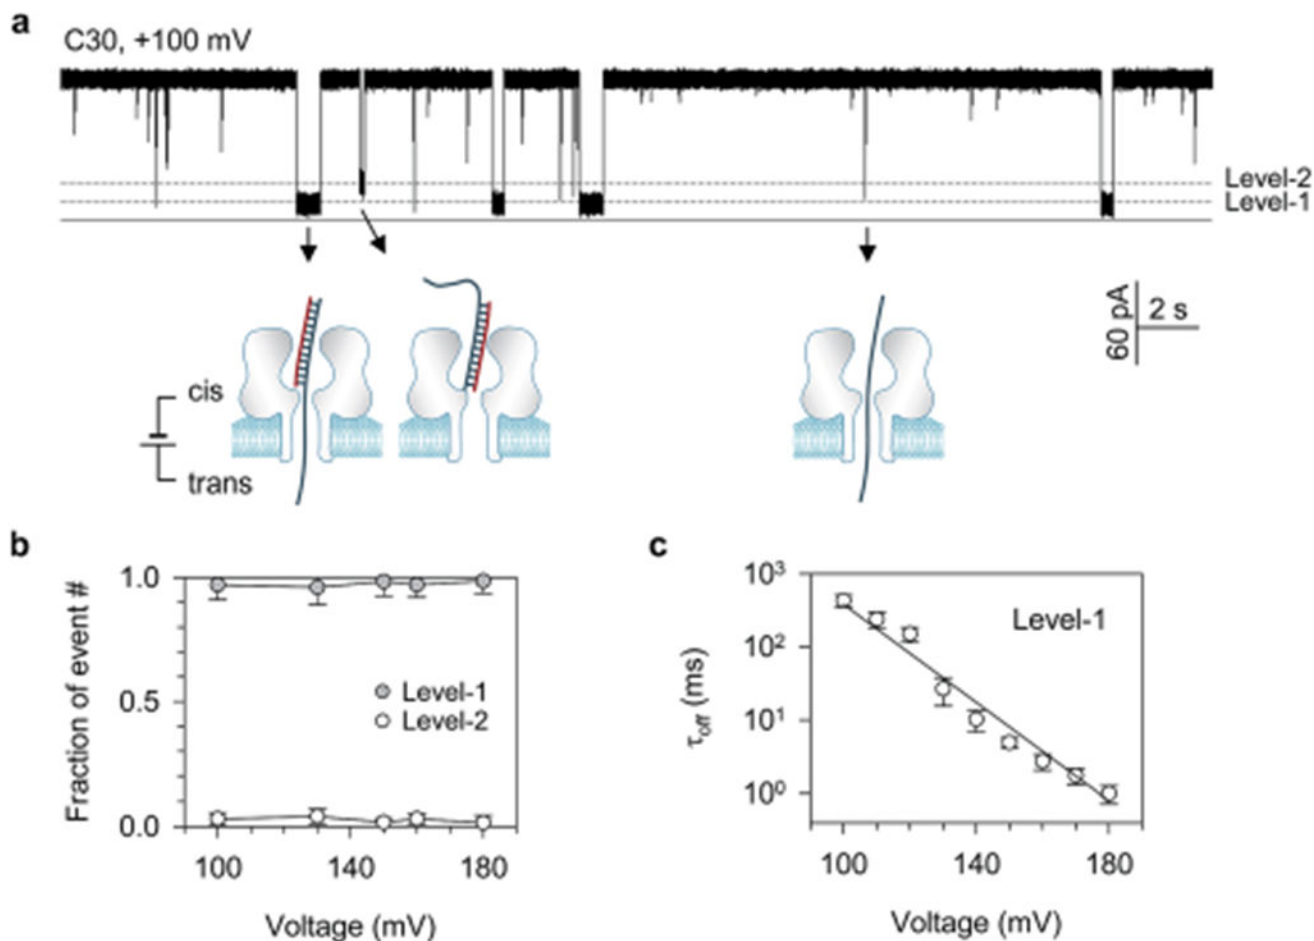 a
C30, +100 mV
Level-2
Level-1
60 pA
2 s
cis
trans
b
Fraction of event #
1.0
0.5
0.0
Level-1
Level-2
100
140
180
Voltage (mV)
c
τoff (ms)
10³
10²
10¹
10⁰
Level-1
100
140
180
Voltage (mV)